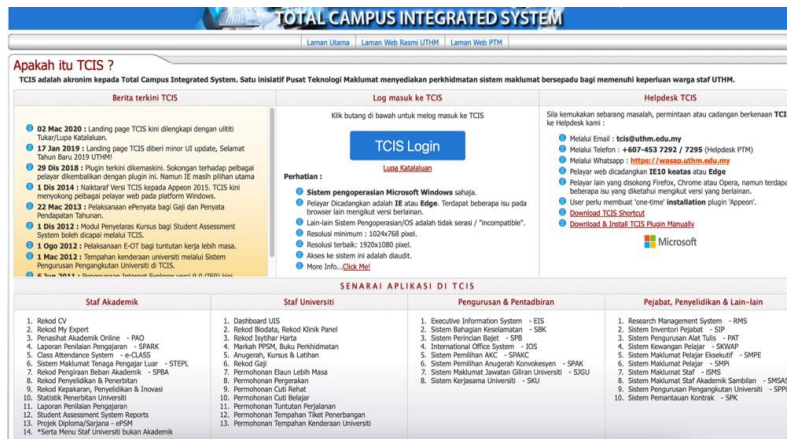 TOTAL CAMPUS INTEGRATED SYSTEM
Laman Utama Laman Web Rasmi UTHM Laman Web PTM
Apakah itu TCIS ?
TCIS adalah akronim kepada Total Campus Integrated System. Satu inisiatif Pusat Teknologi Maklumat menyediakan perkhidmatan sistem maklumat bersepadu bagi memenuhi keperluan warga staf UTHM.
Berita terkini TCIS
02 Mac 2020 : Landing page TCIS kini dilengkapi dengan uliti
Tukar/Lupa Katalaluan.
17 Jan 2019 : Landing page TCIS diberi minor UI update, Selamat
Tahun Baru 2019 UTHM!
29 Dis 2018 : Plugin terkini dikemaskini. Sokongan terhadap pelbagai
pelayar dikembalikan dengan plugin ini. Namun IE masih pilihan utama
1 Dis 2014 : Naiktaraf Versi TCIS kepada Appeon 2015. TCIS kini
menyokong pelbagai pelayar web pada platform Windows.
22 Mac 2013 : Pelaksanaan ePenyata bagi Gaji dan Penyata
Pendapatan Tahunan.
1 Dis 2012 : Modul Penyelaras Kursus bagi Student Assessment
System boleh dicapai melalui TCIS.
1 Ogo 2012 : Pelaksanaan E-OT bagi tuntutan kerja lebih masa.
1 Mac 2012 : Tempahan kenderaan universiti melalui Sistem
Pengurusan Pengangkutan Universiti di TCIS.
6 Jun 2011 : Penggunaan Internet Explorer versi 9.0 (IE9) kini
Log masuk ke TCIS
Klik butang di bawah untuk melog masuk ke TCIS
TCIS Login
Lupa Katalaluan
Perhatian :
Sistem pengoperasian Microsoft Windows sahaja.
Pelayar Dicadangkan adalah IE atau Edge. Terdapat beberapa isu pada
browser lain mengikut versi berlainan.
Lain-lain Sistem Pengoperasian/OS adalah tidak serasi / "incompatible".
Resolusi minimum : 1024x768 pixel.
Resolusi terbaik: 1920x1080 pixel.
Akses ke sistem ini adalah diaudit.
More Info...Click Me!
Helpdesk TCIS
Sila kemukakan sebarang masalah, permintaan atau cadangan berkenaan TCIS
ke Helpdesk kami :
Melalui Email : tcis@uthm.edu.my
Melalui Telefon : +607-453 7292 / 7295 (Helpdesk PTM)
Melalui Whatsapp : https://wasap.uthm.edu.my
Pelayar web dicadangkan IE10 keatas atau Edge
Pelayar lain yang disokong Firefox, Chrome atau Opera, namun terdapat
beberapa isu yang diketahui mengikut versi yang berlainan.
User perlu membuat 'one-time' installation plugin 'Appeon'.
Download TCIS Shortcut
Download & Install TCIS Plugin Manually
Microsoft
SENARAI APLIKASI DI TCIS
Staf Akademik
1. Rekod CV
2. Rekod My Expert
3. Penasihat Akademik Online - PAO
4. Laporan Penilaian Pengajaran - SPARK
5. Class Attendance System - e-CLASS
6. Sistem Maklumat Tenaga Pengajar Luar - STEPL
7. Rekod Pengiraan Beban Akademik - SPBA
8. Rekod Penyelidikan & Penerbitan
9. Rekod Kepakaran, Penyelidikan & Inovasi
10. Statistik Penerbitan Universiti
11. Laporan Penilaian Pengajaran
12. Student Assessment System Reports
13. Projek Diploma/Sarjana - ePSM
14. *Serta Menu Staf Universiti bukan Akademik
Staf Universiti
1. Dashboard UIS
2. Rekod Biodata, Rekod Klinik Panel
3. Rekod Isytihar Harta
4. Markah PPSM, Buku Perkhidmatan
5. Anugerah, Kursus & Latihan
6. Rekod Gaji
7. Permohonan Elaun Lebih Masa
8. Permohonan Pergerakan
9. Permohonan Cuti Rehat
10. Permohonan Cuti Belajar
11. Permohonan Tuntutan Perjalanan
12. Permohonan Tempahan Tiket Penerbangan
13. Permohonan Tempahan Kenderaan Universiti
Pengurusan & Pentadbiran
1. Executive Information System - EIS
2. Sistem Bahagian Keselamatan - SBK
3. Sistem Perincian Bajet - SPB
4. International Office System - IOS
5. Sistem Pemilihan AKC - SPAKC
6. Sistem Pemilihan Anugerah Konvokesyen - SPAK
7. Sistem Maklumat Jawatan Giliran Universiti - SJGU
8. Sistem Kerjasama Universiti - SKU
Pejabat, Penyelidikan & Lain-lain
1. Research Management System - RMS
2. Sistem Inventori Pejabat - SIP
3. Sistem Pengurusan Alat Tulis - PAT
4. Sistem Kewangan Pelajar - SKWAP
5. Sistem Maklumat Pelajar Eksekutif - SMPE
6. Sistem Maklumat Pelajar - SMPi
7. Sistem Maklumat Staf - ISMS
8. Sistem Maklumat Staf Akademik Sambilan - SMSAS
9. Sistem Pengurusan Pengangkutan Universiti - SPPU
10. Sistem Pemantauan Kontrak - SPK